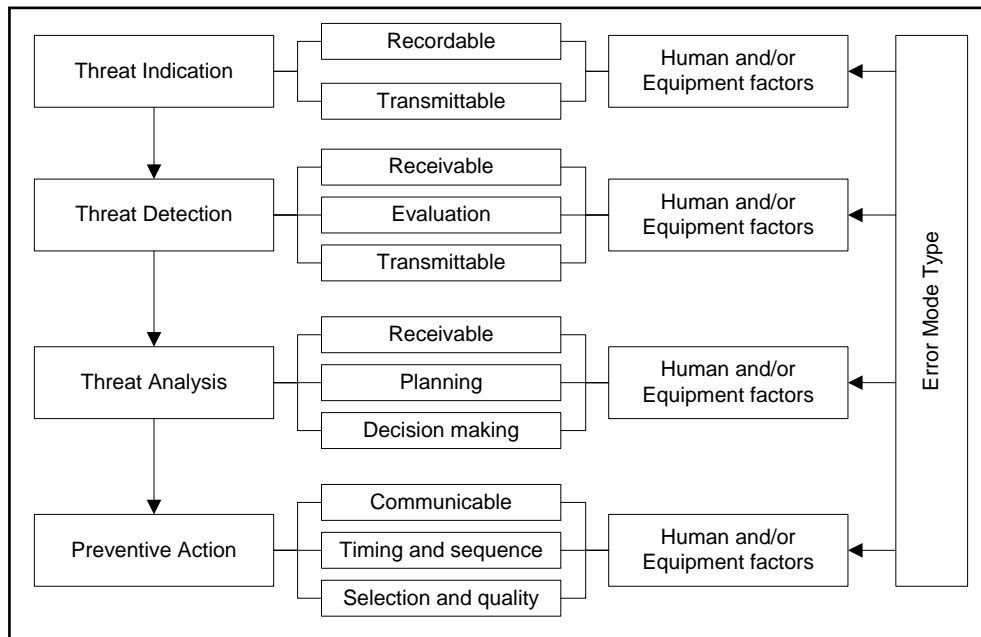 Threat Indication
Recordable
Transmittable
Human and/or
Equipment factors
Threat Detection
Receivable
Evaluation
Transmittable
Human and/or
Equipment factors
Threat Analysis
Receivable
Planning
Decision making
Human and/or
Equipment factors
Preventive Action
Communicable
Timing and sequence
Selection and quality
Human and/or
Equipment factors
Error Mode Type